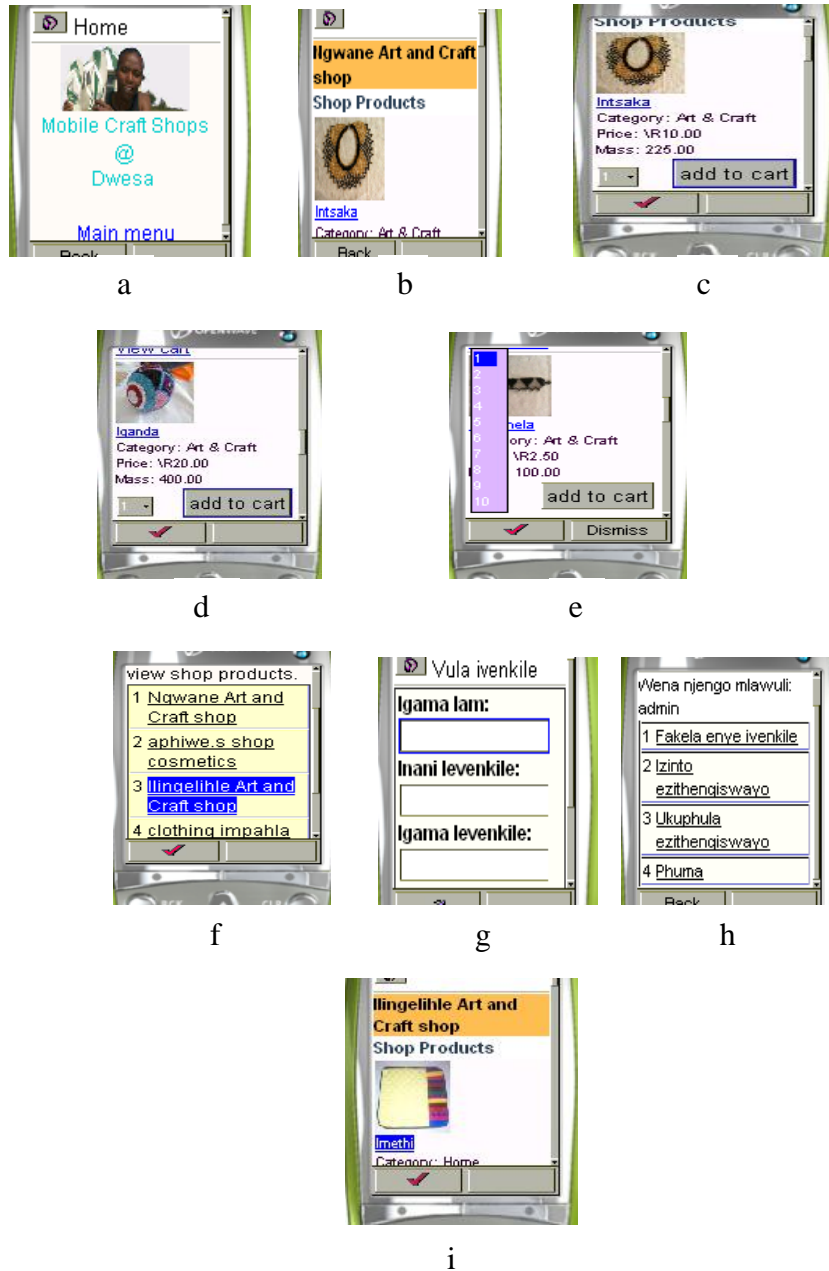 Home
Mobile Craft Shops
@
Dwesa
Main menu
Back
a
Ngwane Art and Craft
shop
Shop Products
Intsaka
Category: Art & Craft
Back
b
Shop Products
Intsaka
Category: Art & Craft
Price: \R10.00
Mass: 225.00
1
add to cart
c
View Cart
Iganda
Category: Art & Craft
Price: \R20.00
Mass: 400.00
1
add to cart
d
1
2
3
4
5
6
7
8
9
10
nela
ory: Art & Craft
\R2.50
100.00
add to cart
Dismiss
e
view shop products.
1 Ngwane Art and
Craft shop
2 aphiwe.s shop
cosmetics
3 Ilingelihle Art and
Craft shop
4 clothing impahla
f
Vula ivenkile
Igama lam:
Inani levenkile:
Igama levenkile:
g
Wena njengo mlawuli:
admin
1 Fakela enye ivenkile
2 Izinto
ezithengiswayo
3 Ukuphula
ezithengiswayo
4 Phuma
Back
h
Ilingelihle Art and
Craft shop
Shop Products
Imethi
Category: Home
i